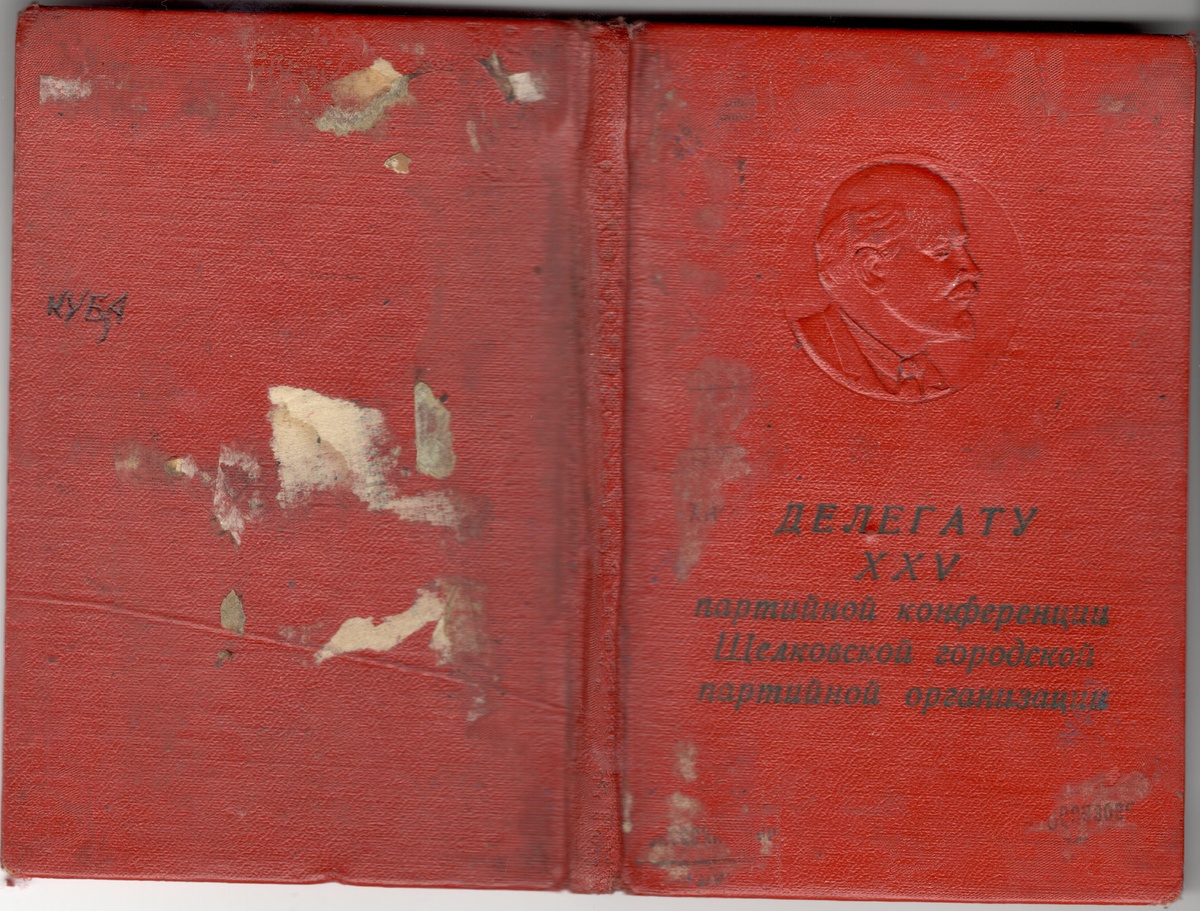 КУБА
ДЕЛЕГАТУ
XXV
партийной конференции
Щелковской городской
партийной организации